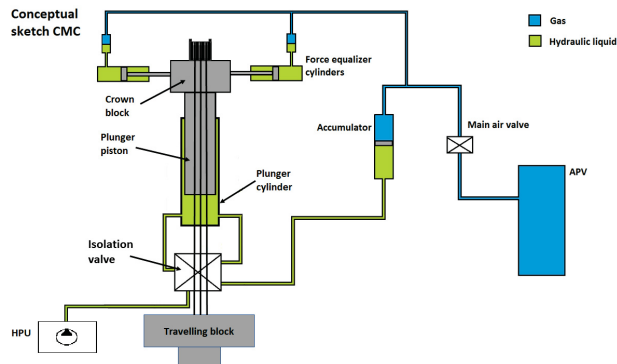 Conceptual
sketch CMC
Gas
Hydraulic liquid
Force equalizer
cylinders
Crown
block
Accumulator
Main air valve
Plunger
piston
APV
Plunger
cylinder
Isolation
valve
HPU
Travelling block